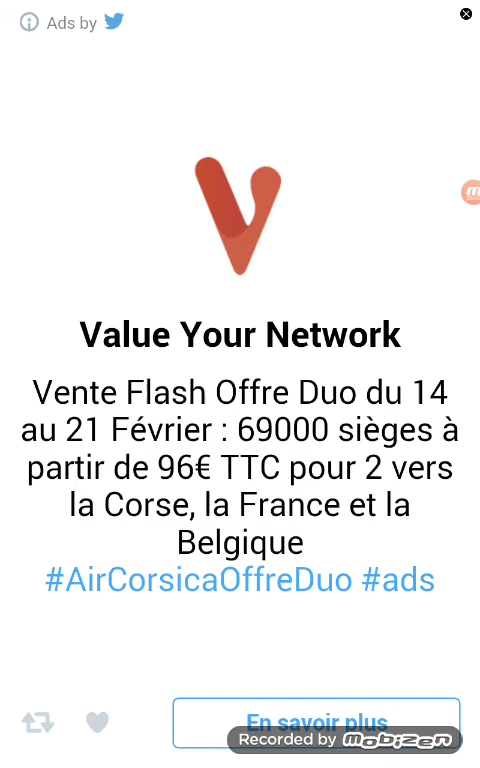 Ads by
Value Your Network
Vente Flash Offre Duo du 14
au 21 Février : 69000 sièges à
partir de 96€ TTC pour 2 vers
la Corse, la France et la
Belgique
#AirCorsicaOffreDuo #ads
En savoir plus
Recorded by mobizen